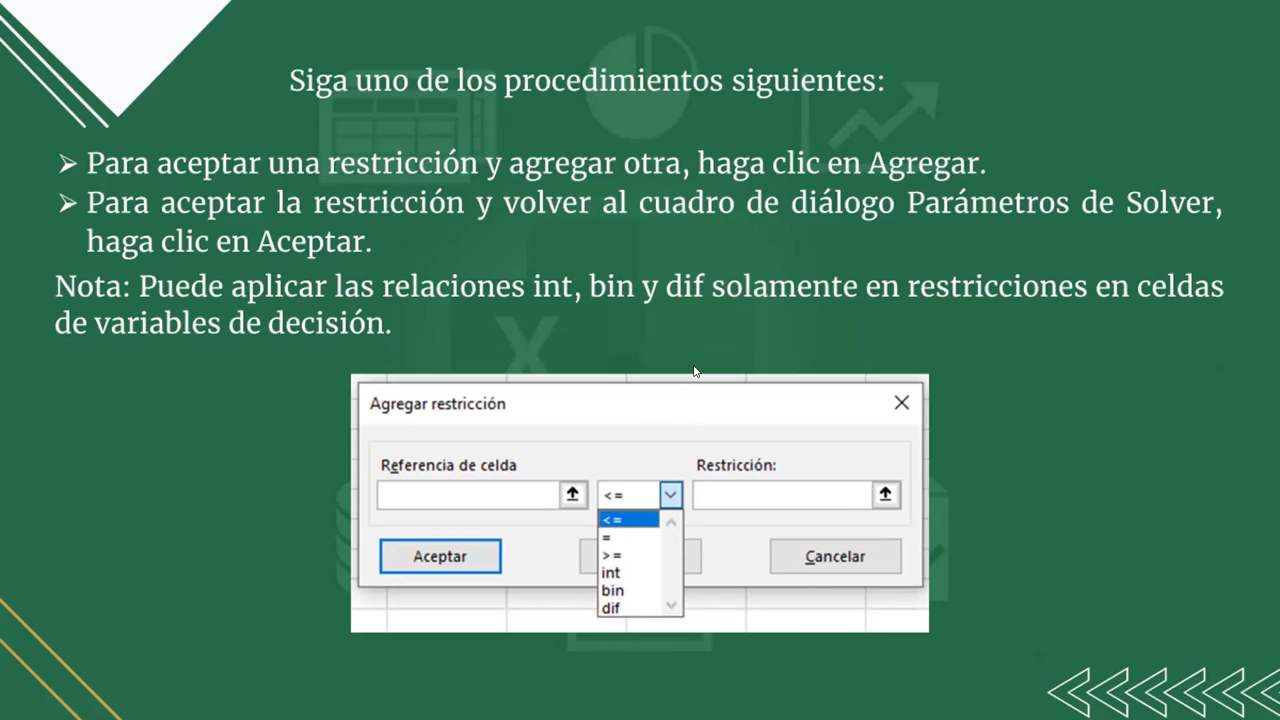 Siga uno de los procedimientos siguientes:
➢ Para aceptar una restricción y agregar otra, haga clic en Agregar.
➢ Para aceptar la restricción y volver al cuadro de diálogo Parámetros de Solver,
haga clic en Aceptar.
Nota: Puede aplicar las relaciones int, bin y dif solamente en restricciones en celdas
de variables de decisión.
Agregar restricción
Referencia de celda
Restricción:
<=
<=
=
>=
int
bin
dif
Aceptar
Cancelar